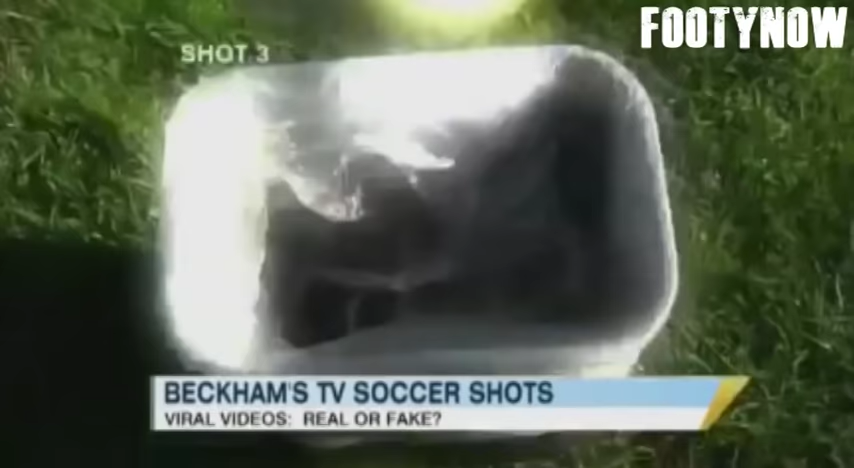 FOOTYNOW
SHOT 3
BECKHAM'S TV SOCCER SHOTS
VIRAL VIDEOS: REAL OR FAKE?